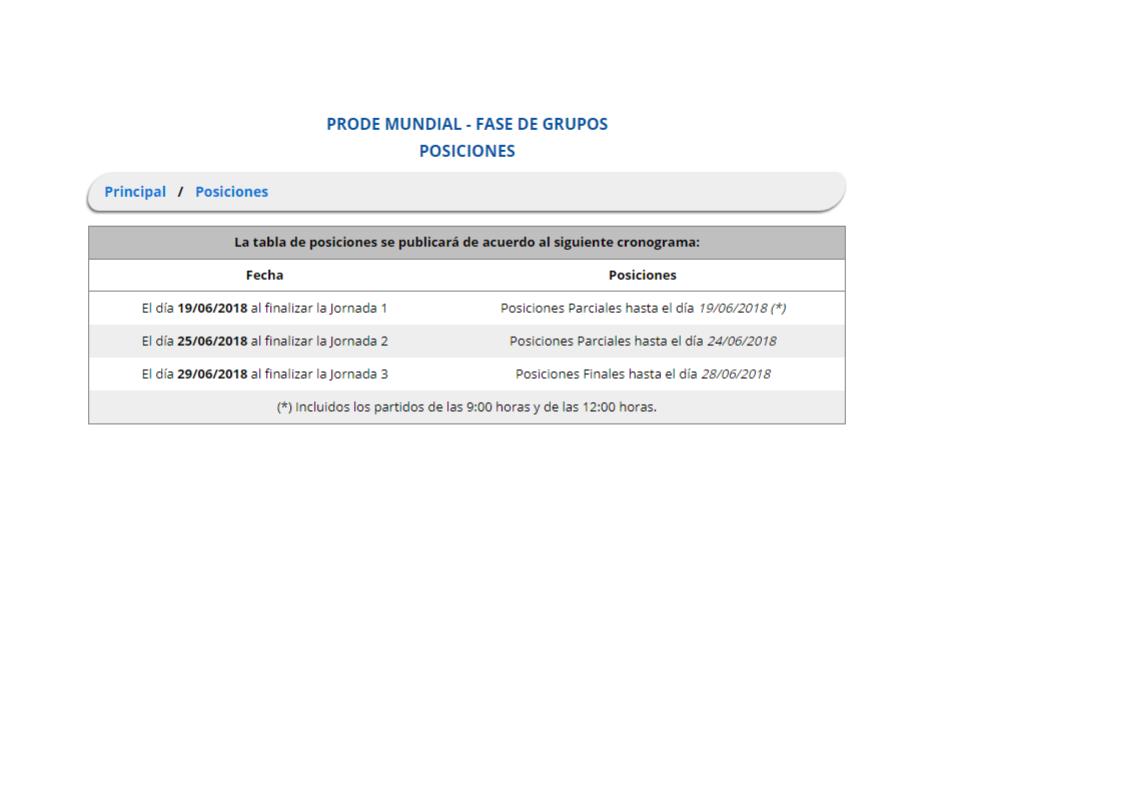 PRODE MUNDIAL - FASE DE GRUPOS
POSICIONES
Principal / Posiciones
La tabla de posiciones se publicará de acuerdo al siguiente cronograma:
Fecha Posiciones
El día 19/06/2018 al finalizar la Jornada 1 Posiciones Parciales hasta el día 19/06/2018 (*)
El día 25/06/2018 al finalizar la Jornada 2 Posiciones Parciales hasta el día 24/06/2018
El día 29/06/2018 al finalizar la Jornada 3 Posiciones Finales hasta el día 28/06/2018
(*) Incluidos los partidos de las 9:00 horas y de las 12:00 horas.